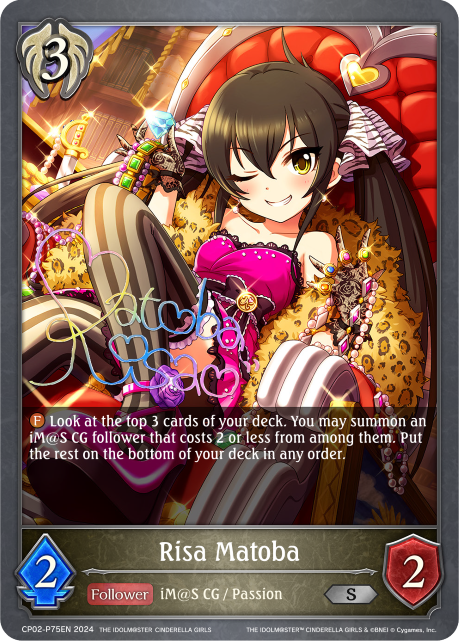 3
Matoba
Risa
F Look at the top 3 cards of your deck. You may summon an
iM@S CG follower that costs 2 or less from among them. Put
the rest on the bottom of your deck in any order.
Risa Matoba
2
Follower
iM@S CG / Passion
S
2
CP02-P75EN 2024 THE IDOLM@STER CINDERELLA GIRLS
THE IDOLM@STER™ CINDERELLA GIRLS & ©BNEI © Cygames, Inc.